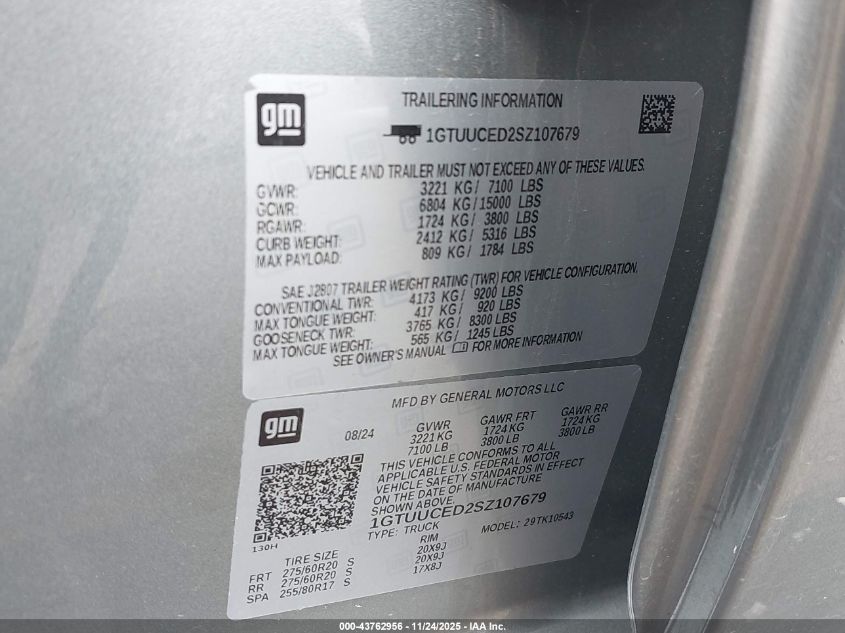 gm
TRAILERING INFORMATION
1GTUUCED2SZ107679
VEHICLE AND TRAILER MUST NOT EXCEED ANY OF THESE VALUES.
GVWR: 3221 KG / 7100 LBS
GCWR: 6804 KG / 15000 LBS
RGAWR: 1724 KG / 3800 LBS
CURB WEIGHT: 2412 KG / 5316 LBS
MAX PAYLOAD: 809 KG / 1784 LBS
SAE J2807 TRAILER WEIGHT RATING (TWR) FOR VEHICLE CONFIGURATION.
CONVENTIONAL TWR: 4173 KG / 9200 LBS
MAX TONGUE WEIGHT: 417 KG / 920 LBS
GOOSENECK TWR: 3765 KG / 8300 LBS
MAX TONGUE WEIGHT: 565 KG / 1245 LBS
SEE OWNER'S MANUAL FOR MORE INFORMATION
gm
MFD BY GENERAL MOTORS LLC
08/24 GVWR GAWR FRT GAWR RR
3221 KG 1724 KG 1724 KG
7100 LB 3800 LB 3800 LB
THIS VEHICLE CONFORMS TO ALL
APPLICABLE U.S. FEDERAL MOTOR
VEHICLE SAFETY STANDARDS IN EFFECT
ON THE DATE OF MANUFACTURE
SHOWN ABOVE.
1GTUUCED2SZ107679
TYPE: TRUCK MODEL: 29TK10543
130H
TIRE SIZE RIM
FRT 275/60R20 S 20X9J
RR 275/60R20 S 20X9J
SPA 255/80R17 S 17X8J
000-43762956 - 11/24/2025 - IAA Inc.